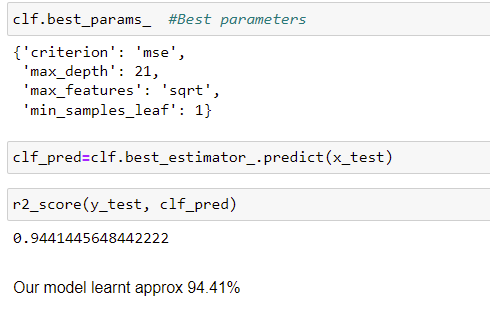 clf.best_params_  #Best parameters
{'criterion': 'mse',
 'max_depth': 21,
 'max_features': 'sqrt',
 'min_samples_leaf': 1}
clf_pred=clf.best_estimator_.predict(x_test)
r2_score(y_test, clf_pred)
0.9441445648442222
Our model learnt approx 94.41%